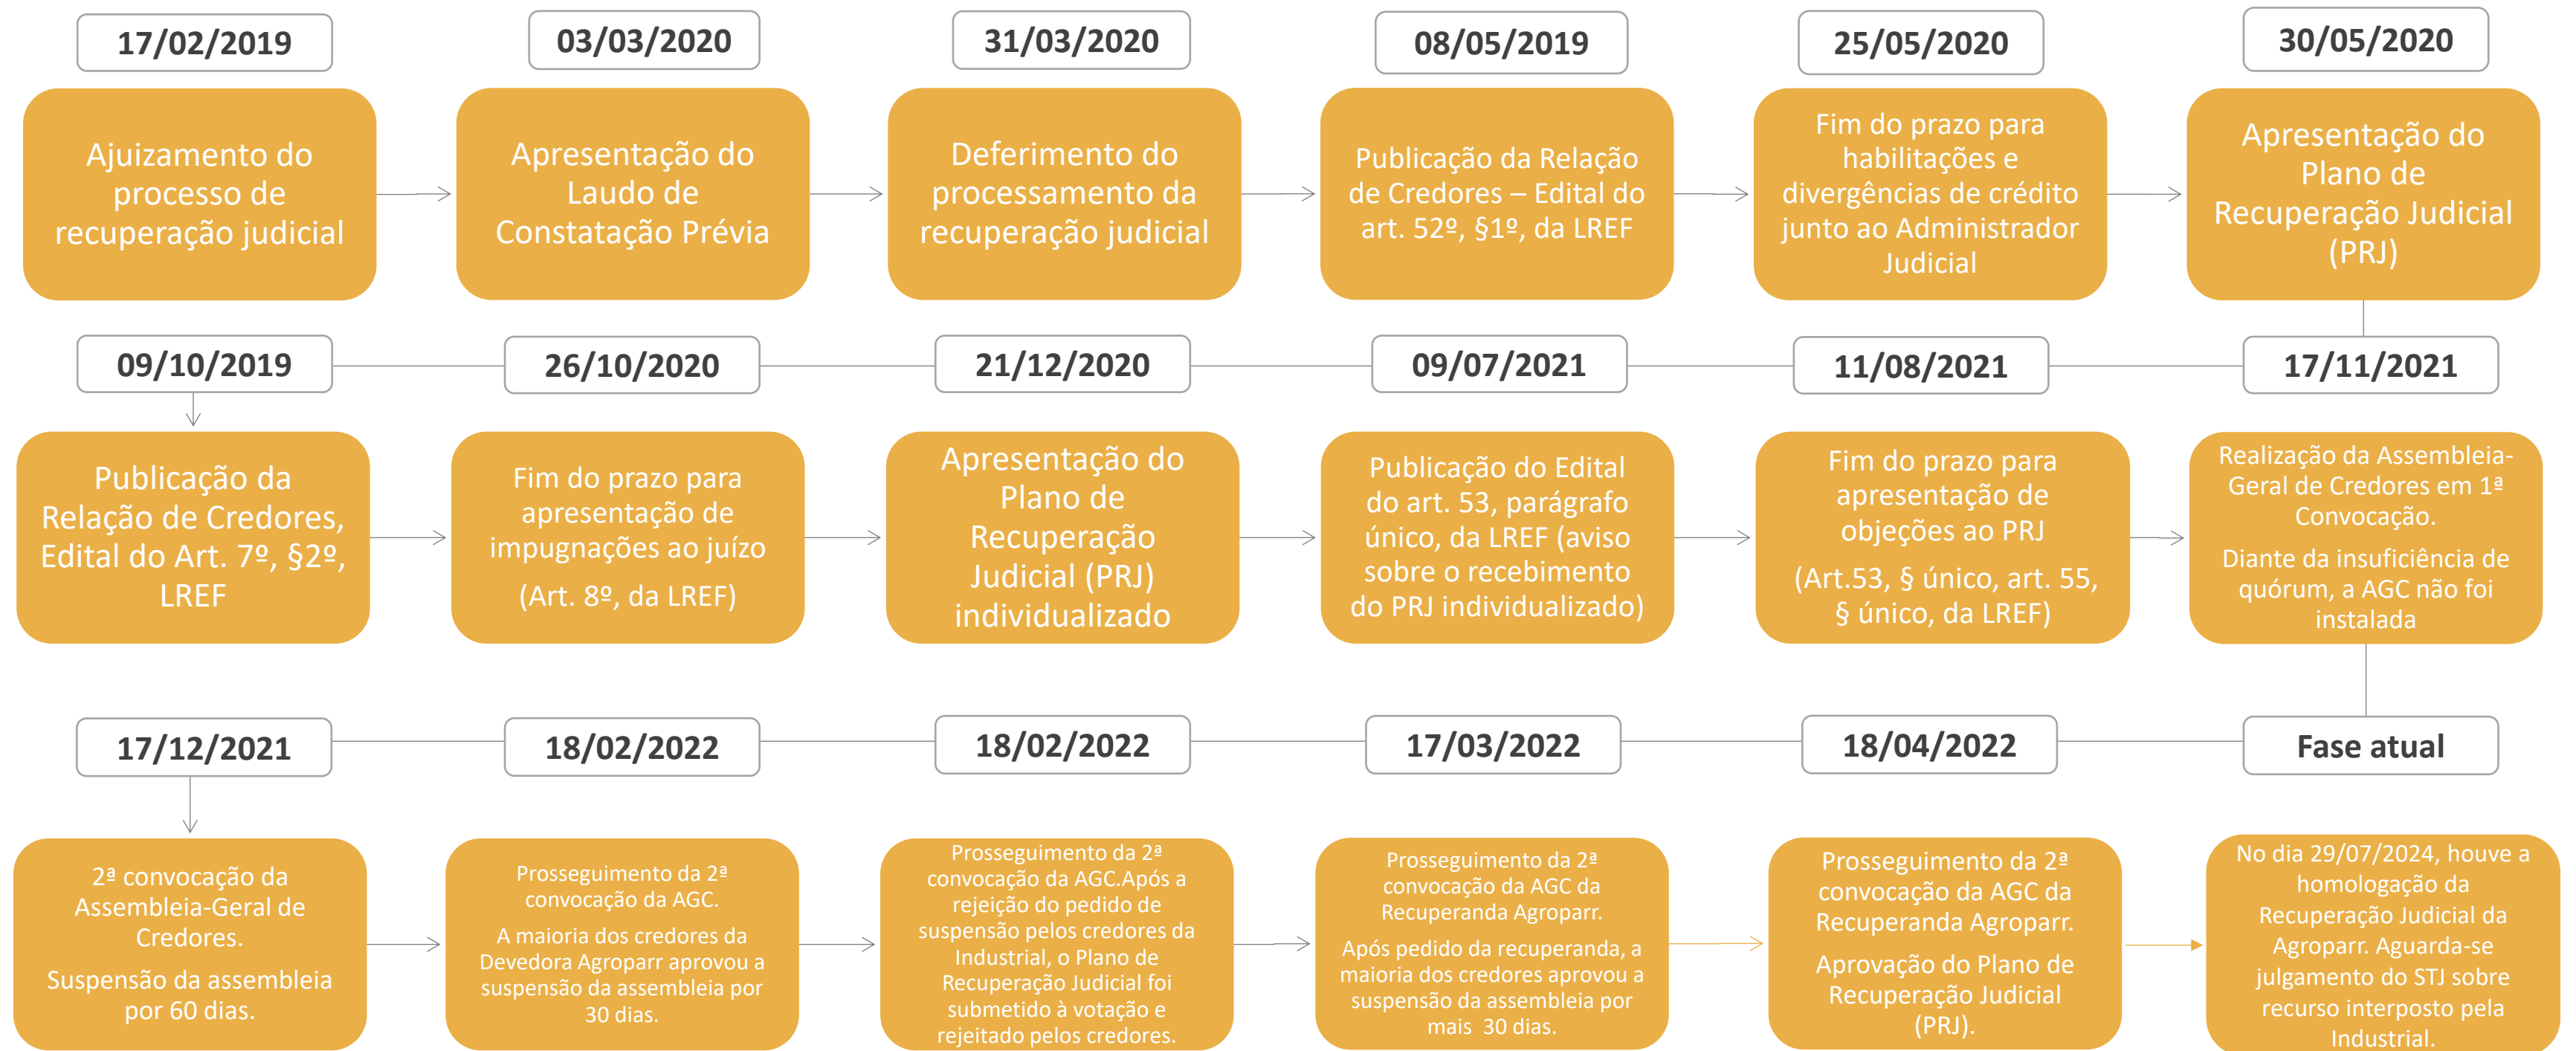 17/02/2019
03/03/2020
31/03/2020
08/05/2019
25/05/2020
30/05/2020
Ajuizamento do
processo de
recuperação judicial
Apresentação do
Laudo de
Constatação Prévia
Deferimento do
processamento da
recuperação judicial
Publicação da Relação
de Credores – Edital do
art. 52º, §1º, da LREF
Fim do prazo para
habilitações e
divergências de crédito
junto ao Administrador
Judicial
Apresentação do
Plano de
Recuperação Judicial
(PRJ)
09/10/2019
26/10/2020
21/12/2020
09/07/2021
11/08/2021
17/11/2021
Publicação da
Relação de Credores,
Edital do Art. 7º, §2º,
LREF
Fim do prazo para
apresentação de
impugnações ao juízo
(Art. 8º, da LREF)
Apresentação do
Plano de
Recuperação
Judicial (PRJ)
individualizado
Publicação do Edital
do art. 53, parágrafo
único, da LREF (aviso
sobre o recebimento
do PRJ individualizado)
Fim do prazo para
apresentação de
objeções ao PRJ
(Art.53, § único, art. 55,
§ único, da LREF)
Realização da Assembleia-
Geral de Credores em 1ª
Convocação.
Diante da insuficiência de
quórum, a AGC não foi
instalada
17/12/2021
18/02/2022
18/02/2022
17/03/2022
18/04/2022
Fase atual
2ª convocação da
Assembleia-Geral de
Credores.
Suspensão da assembleia
por 60 dias.
Prosseguimento da 2ª
convocação da AGC.
A maioria dos credores da
Devedora Agroparr aprovou a
suspensão da assembleia por
30 dias.
Prosseguimento da 2ª
convocação da AGC.Após a
rejeição do pedido de
suspensão pelos credores da
Industrial, o Plano de
Recuperação Judicial foi
submetido à votação e
rejeitado pelos credores.
Prosseguimento da 2ª
convocação da AGC da
Recuperanda Agroparr.
Após pedido da recuperanda, a
maioria dos credores aprovou a
suspensão da assembleia por
mais 30 dias.
Prosseguimento da 2ª
convocação da AGC da
Recuperanda Agroparr.
Aprovação do Plano de
Recuperação Judicial
(PRJ).
No dia 29/07/2024, houve a
homologação da
Recuperação Judicial da
Agroparr. Aguarda-se
julgamento do STJ sobre
recurso interposto pela
Industrial.